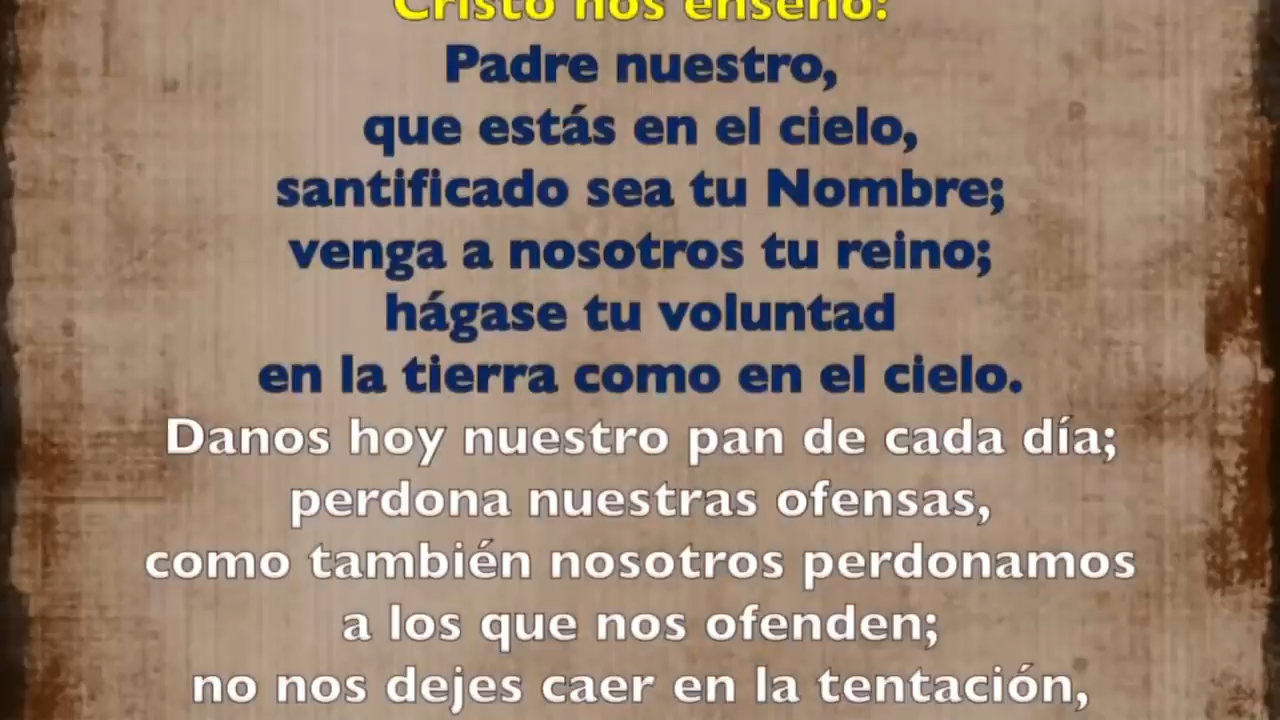 Cristo nos enseñó:
Padre nuestro,
que estás en el cielo,
santificado sea tu Nombre;
venga a nosotros tu reino;
hágase tu voluntad
en la tierra como en el cielo.
Danos hoy nuestro pan de cada día;
perdona nuestras ofensas,
como también nosotros perdonamos
a los que nos ofenden;
no nos dejes caer en la tentación,